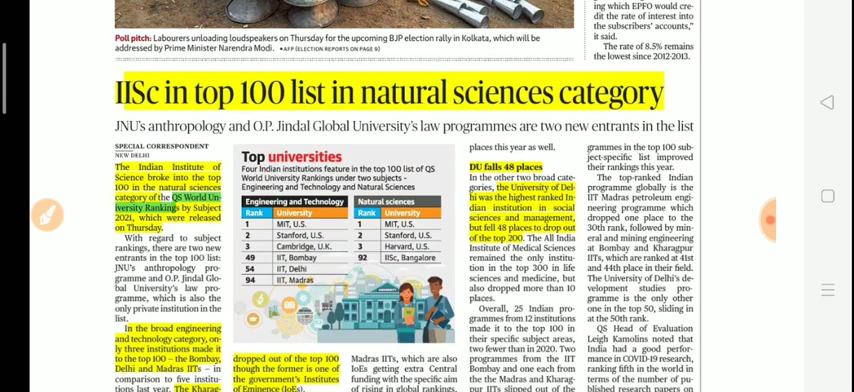 Poll pitch: Labourers unloading loudspeakers on Thursday for the upcoming BJP election rally in Kolkata, which will be
addressed by Prime Minister Narendra Modi. •AFP (ELECTION REPORTS ON PAGE 9)
ing which EPFO would cre-
dit the rate of interest into
the subscribers' accounts,"
it said.
The rate of 8.5% remains
the lowest since 2012-2013.
IISc in top 100 list in natural sciences category
JNU's anthropology and O.P. Jindal Global University's law programmes are two new entrants in the list
SPECIAL CORRESPONDENT
NEW DELHI
The Indian Institute of
Science broke into the top
100 in the natural sciences
category of the QS World Un-
iversity Rankings by Subject
2021, which were released
on Thursday.
With regard to subject
rankings, there are two new
entrants in the top 100 list:
JNU's anthropology pro-
gramme and O.P. Jindal Glo-
bal University's law pro-
gramme, which is also the
only private institution in the
list.
In the broad engineering
and technology category, on-
ly three institutions made it
to the top 100 – the Bombay,
Delhi and Madras IITs – in
comparison to five institu-
tions last year. The Kharag-
Top universities
Four Indian institutions feature in the top 100 list of QS
World University Rankings under two subjects -
Engineering and Technology and Natural Sciences
Engineering and Technology
Rank University
1 MIT, U.S.
2 Stanford, U.S.
3 Cambridge, U.K.
49 IIT, Bombay
54 IIT, Delhi
94 IIT, Madras
Natural sciences
Rank University
1 MIT, U.S.
2 Stanford, U.S.
3 Harvard, U.S.
92 IISc, Bangalore
dropped out of the top 100
though the former is one of
the government's Institutes
of Eminence (IoEs).
Madras IITs, which are also
IoEs getting extra Central
funding with the specific aim
of rising in global rankings,
places this year as well.
DU falls 48 places
In the other two broad cate-
gories, the University of Del-
hi was the highest ranked In-
dian institution in social
sciences and management,
but fell 48 places to drop out
of the top 200. The All India
Institute of Medical Sciences
remained the only institu-
tion in the top 300 in life
sciences and medicine, but
also dropped more than 10
places.
Overall, 25 Indian pro-
grammes from 12 institutions
made it to the top 100 in
their specific subject areas,
two fewer than in 2020. Two
programmes from the IIT
Bombay and one each from
the Madras and Kharag-
pur IITs slipped out of the
grammes in the top 100 sub-
ject-specific list improved
their rankings this year.
The top-ranked Indian
programme globally is the
IIT Madras petroleum engi-
neering programme which
dropped one place to the
30th rank, followed by min-
eral and mining engineering
at Bombay and Kharagpur
IITs, which are ranked at 41st
and 44th place in their field.
The University of Delhi's de-
velopment studies pro-
gramme is the only other
one in the top 50, sliding in
at the 50th rank.
QS Head of Evaluation
Leigh Kamolins noted that
India had a good perfor-
mance in COVID-19 research,
ranking fifth in the world in
terms of the number of pu-
blished research papers on